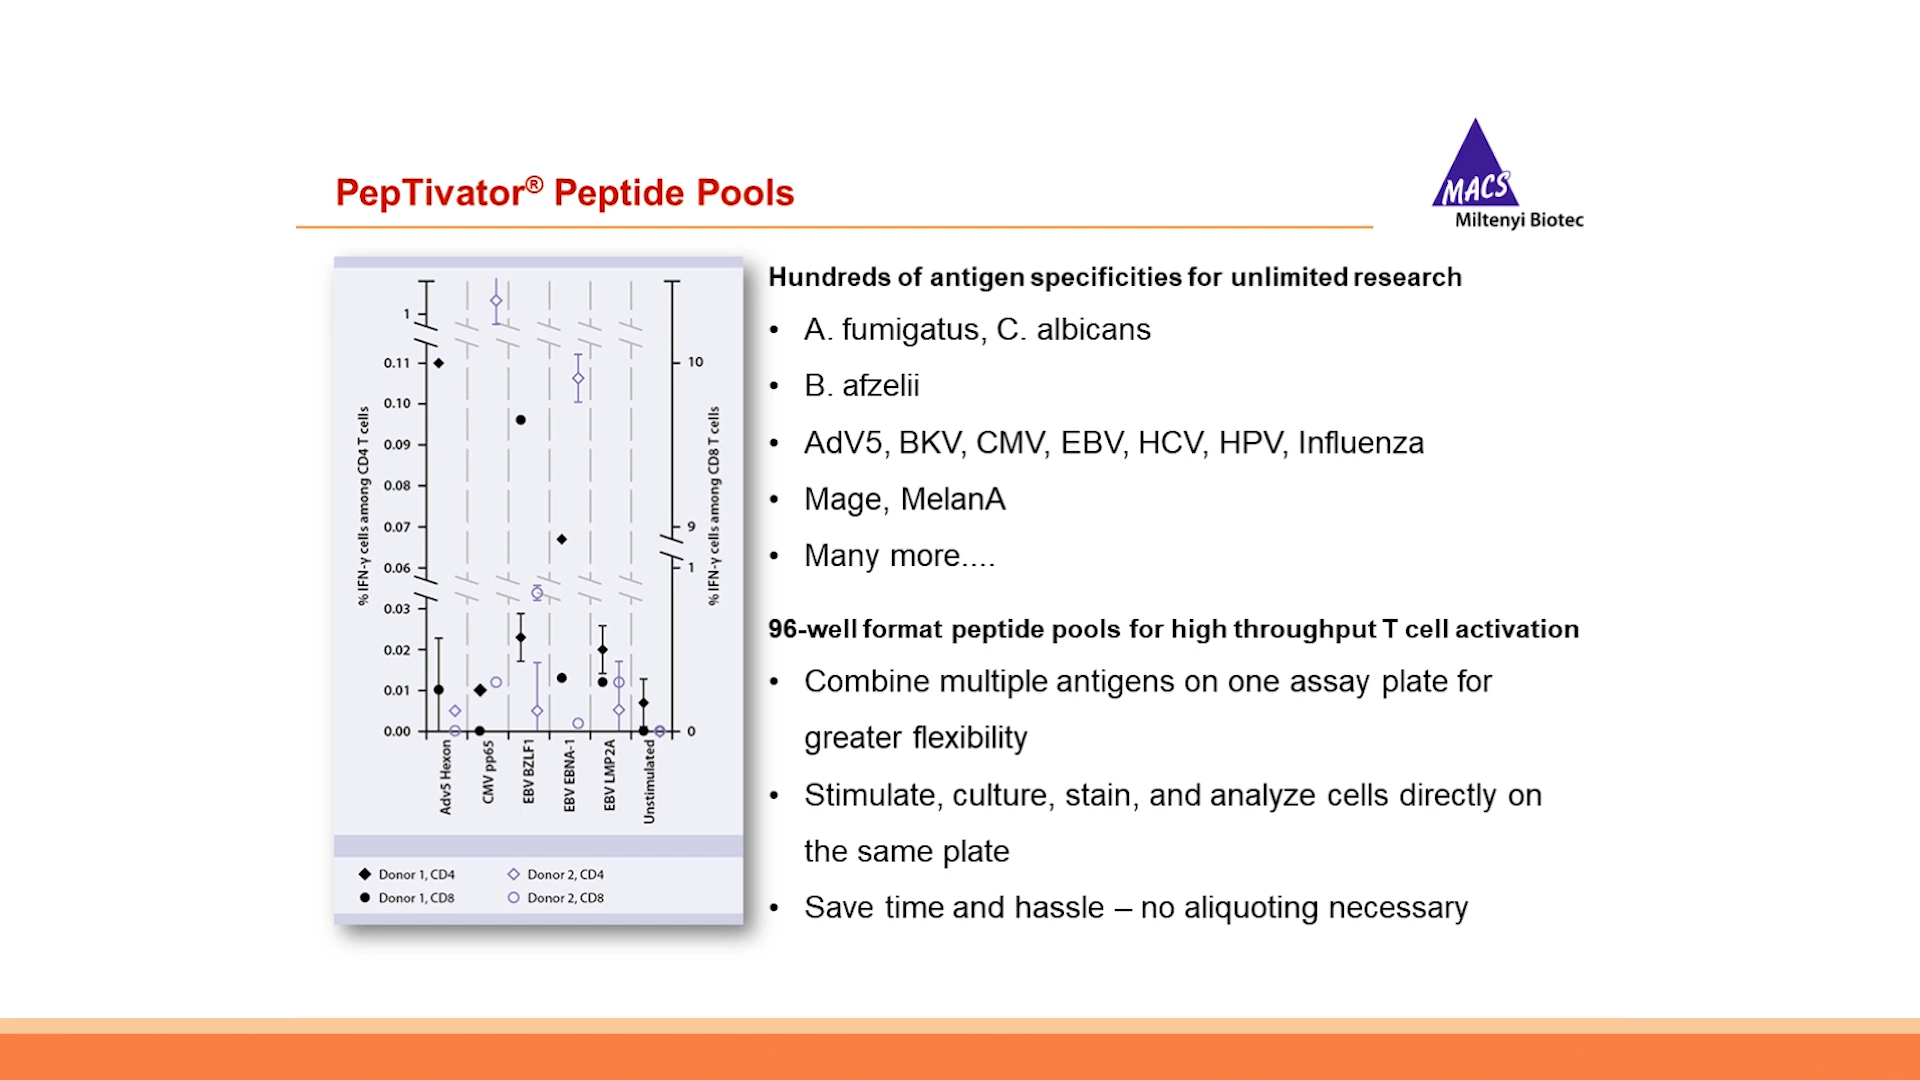 PepTivator® Peptide Pools
MACS
Miltenyi Biotec
Hundreds of antigen specificities for unlimited research
• A. fumigatus, C. albicans
• B. afzelii
• AdV5, BKV, CMV, EBV, HCV, HPV, Influenza
• Mage, MelanA
• Many more....
96-well format peptide pools for high throughput T cell activation
• Combine multiple antigens on one assay plate for
greater flexibility
• Stimulate, culture, stain, and analyze cells directly on
the same plate
• Save time and hassle – no aliquoting necessary
% IFN-γ cells among CD4 T cells
1
0.11
0.10
0.09
0.08
0.07
0.06
0.03
0.02
0.01
0.00
10
9
1
0
% IFN-γ cells among CD8 T cells
Adv5 Hexon
CMV pp65
EBV BZLF1
EBV EBNA-1
EBV LMP2A
Unstimulated
Donor 1, CD4
Donor 2, CD4
Donor 1, CD8
Donor 2, CD8